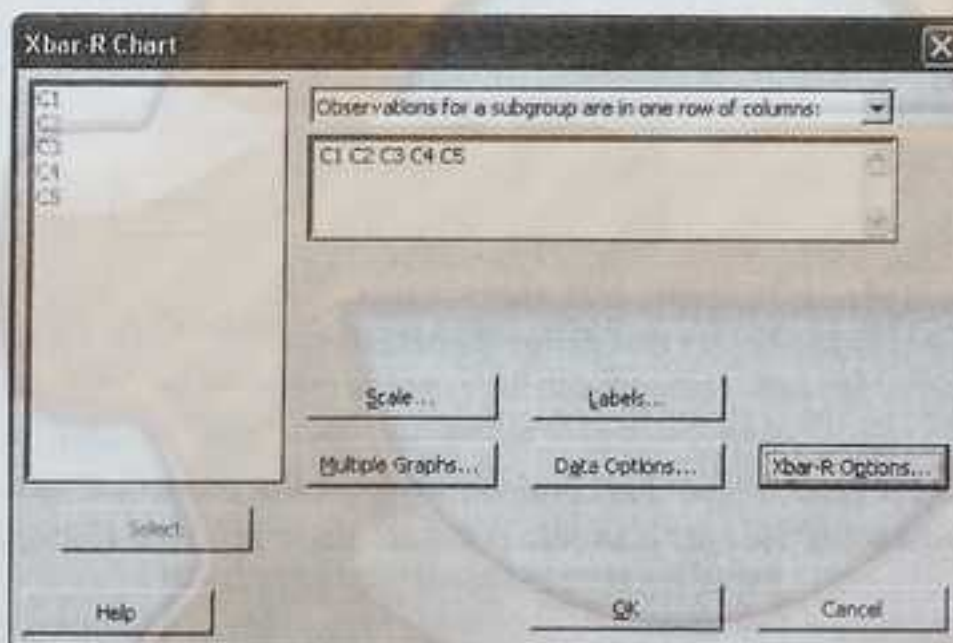 Xbar-R Chart
C1
C2
C3
C4
C5
Observations for a subgroup are in one row of columns:
C1 C2 C3 C4 C5
Scale...
Labels...
Multiple Graphs...
Data Options...
Xbar-R Options...
Select
Help
OK
Cancel